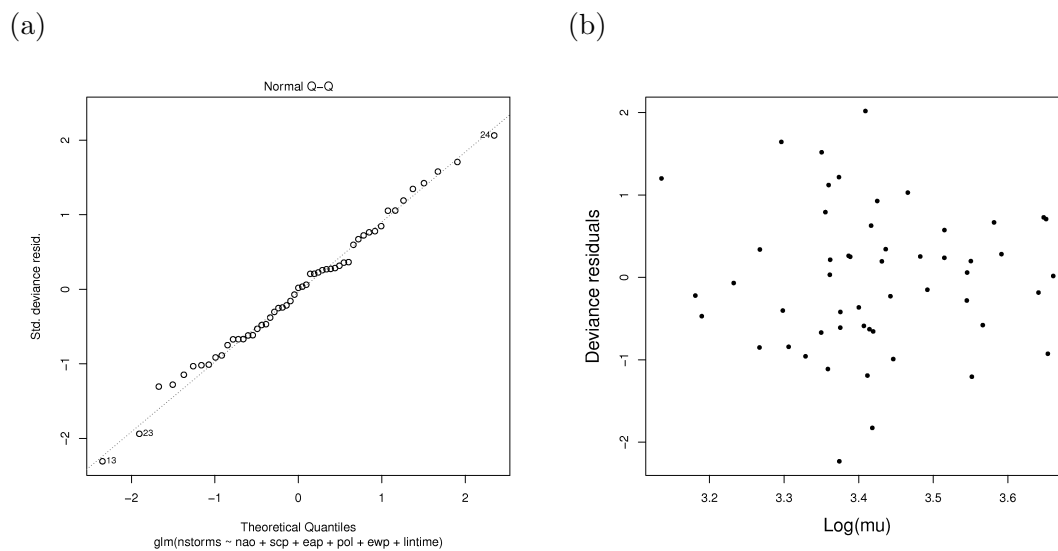 (a)
Normal Q−Q
Std. deviance resid.
2
1
0
−1
−2
24
23
13
−2 −1 0 1 2
Theoretical Quantiles
glm(nstorms ~ nao + scp + eap + pol + ewp + lintime)
(b)
Deviance residuals
2
1
0
−1
−2
3.2 3.3 3.4 3.5 3.6
Log(mu)